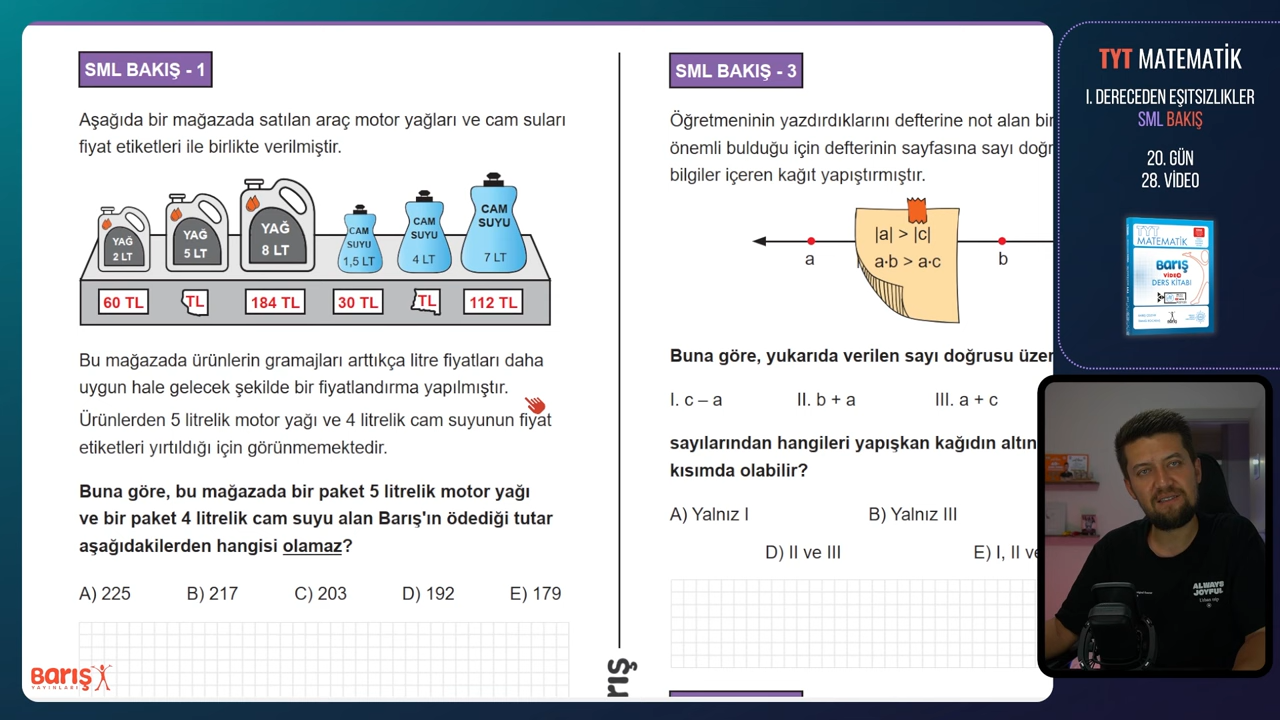 SML BAKIŞ - 1
Aşağıda bir mağazada satılan araç motor yağları ve cam suları
fiyat etiketleri ile birlikte verilmiştir.
YAĞ
2 LT
YAĞ
5 LT
YAĞ
8 LT
CAM
SUYU
1,5 LT
CAM
SUYU
4 LT
CAM
SUYU
7 LT
60 TL
TL
184 TL
30 TL
TL
112 TL
Bu mağazada ürünlerin gramajları arttıkça litre fiyatları daha
uygun hale gelecek şekilde bir fiyatlandırma yapılmıştır.
Ürünlerden 5 litrelik motor yağı ve 4 litrelik cam suyunun fiyat
etiketleri yırtıldığı için görünmemektedir.
Buna göre, bu mağazada bir paket 5 litrelik motor yağı
ve bir paket 4 litrelik cam suyu alan Barış'ın ödediği tutar
aşağıdakilerden hangisi olamaz?
A) 225 B) 217 C) 203 D) 192 E) 179
BARIŞ
YAYINLARI
rış
SML BAKIŞ - 3
Öğretmeninin yazdırdıklarını defterine not alan bir
önemli bulduğu için defterinin sayfasına sayı doğr
bilgiler içeren kağıt yapıştırmıştır.
|a| > |c|
a·b > a·c
a
b
Buna göre, yukarıda verilen sayı doğrusu üzer
I. c – a II. b + a III. a + c
sayılarından hangileri yapışkan kağıdın altın
kısımda olabilir?
A) Yalnız I B) Yalnız III
D) II ve III E) I, II ve
TYT MATEMATİK
I. DERECEDEN EŞİTSİZLİKLER
SML BAKIŞ
20. GÜN
28. VİDEO
TYT
MATEMATİK
BARIŞ
VİDEO
DERS KİTABI
ALWAYS
JOYFUL